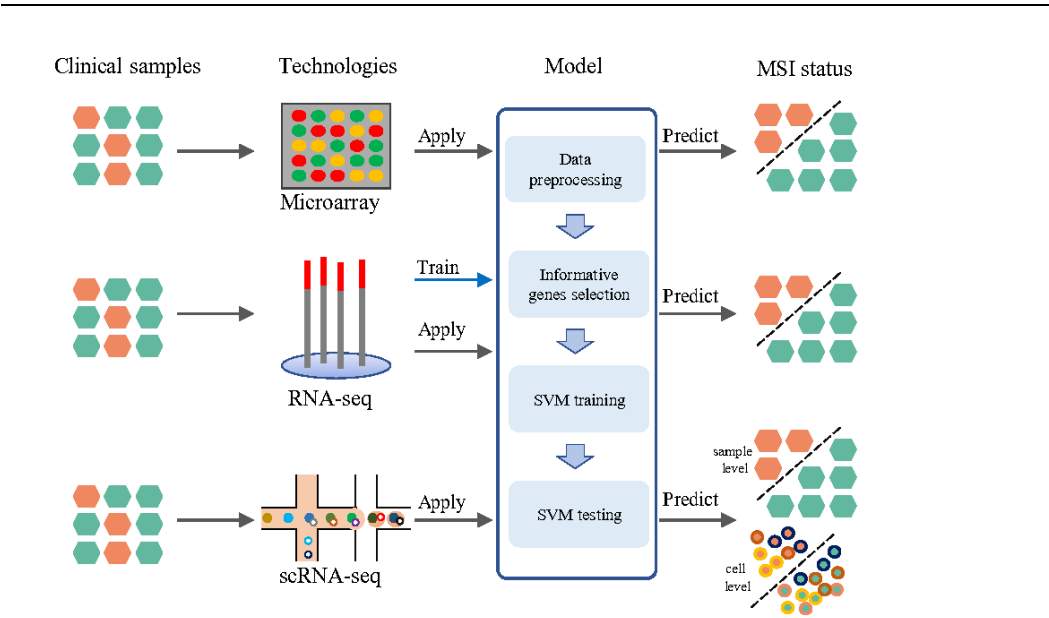 Clinical samples
Technologies
Model
MSI status
Microarray
Apply
Data
preprocessing
Predict
RNA-seq
Train
Apply
Informative
genes selection
Predict
SVM training
scRNA-seq
Apply
SVM testing
Predict
sample
level
cell
level